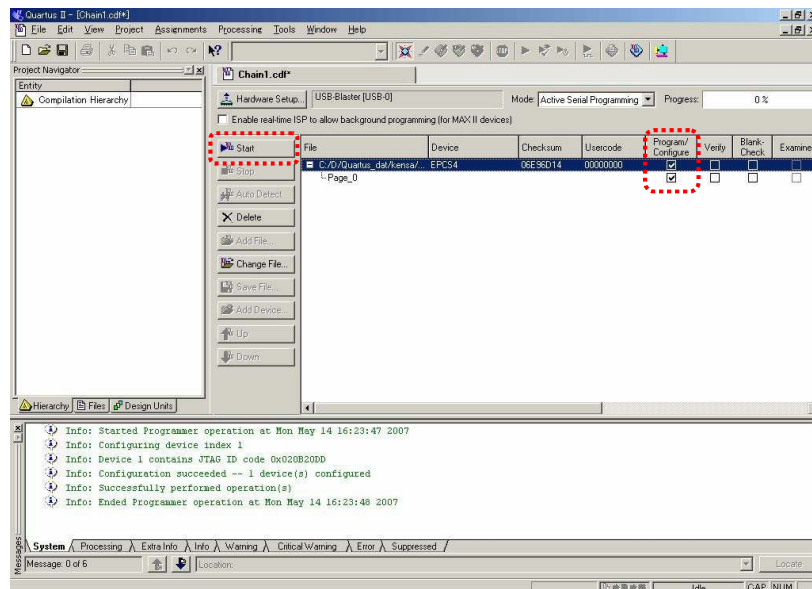 Quartus II - [Chain1.cdf*]
File Edit View Project Assignments Processing Tools Window Help
Project Navigator
Entity
Compilation Hierarchy
Hierarchy Files Design Units
Chain1.cdf*
Hardware Setup... USB-Blaster [USB-0] Mode: Active Serial Programming Progress: 0 %
Enable real-time ISP to allow background programming (for MAX II devices)
Start
Stop
Auto Detect
Delete
Add File...
Change File...
Save File...
Add Device...
Up
Down
File Device Checksum Usercode Program/ Configure Verify Blank- Check Examine
C:/D/Quartus_dat/kensa/... EPCS4 06E96D14 00000000
Page_0
Info: Started Programmer operation at Mon May 14 16:23:47 2007
Info: Configuring device index 1
Info: Device 1 contains JTAG ID code 0x020B20DD
Info: Configuration succeeded -- 1 device(s) configured
Info: Successfully performed operation(s)
Info: Ended Programmer operation at Mon May 14 16:23:48 2007
System Processing Extra Info Info Warning Critical Warning Error Suppressed
Messages
Message: 0 of 6 Location: Locate
Idle CAP NUM